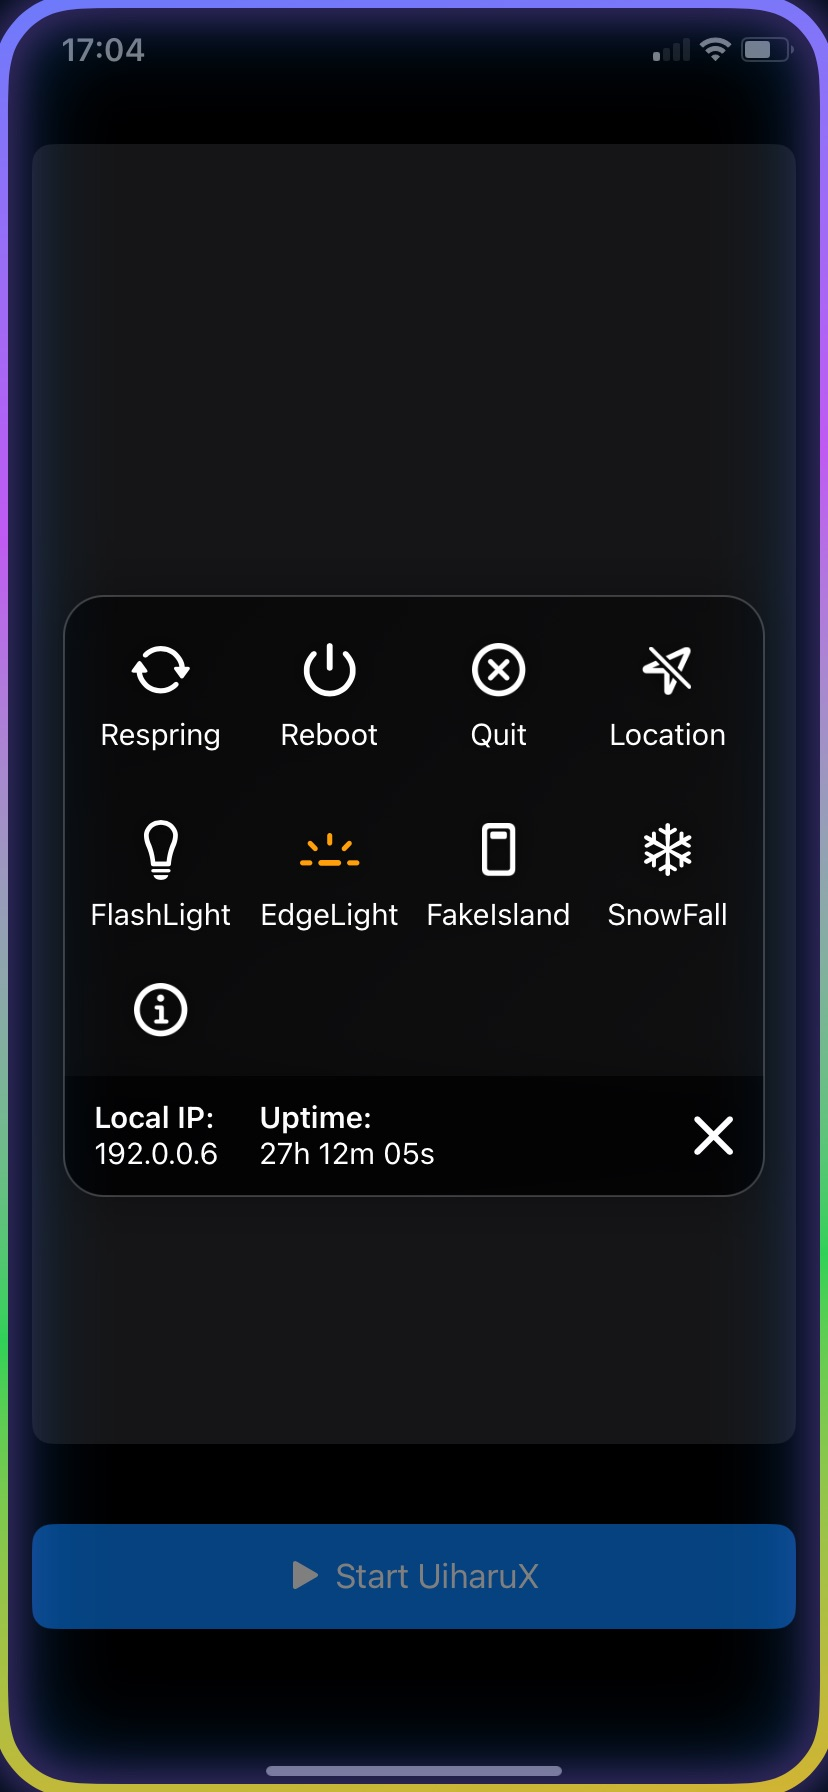 17:04
Respring Reboot Quit Location
FlashLight EdgeLight FakeIsland SnowFall
Local IP: Uptime:
192.0.0.6 27h 12m 05s
Start UiharuX